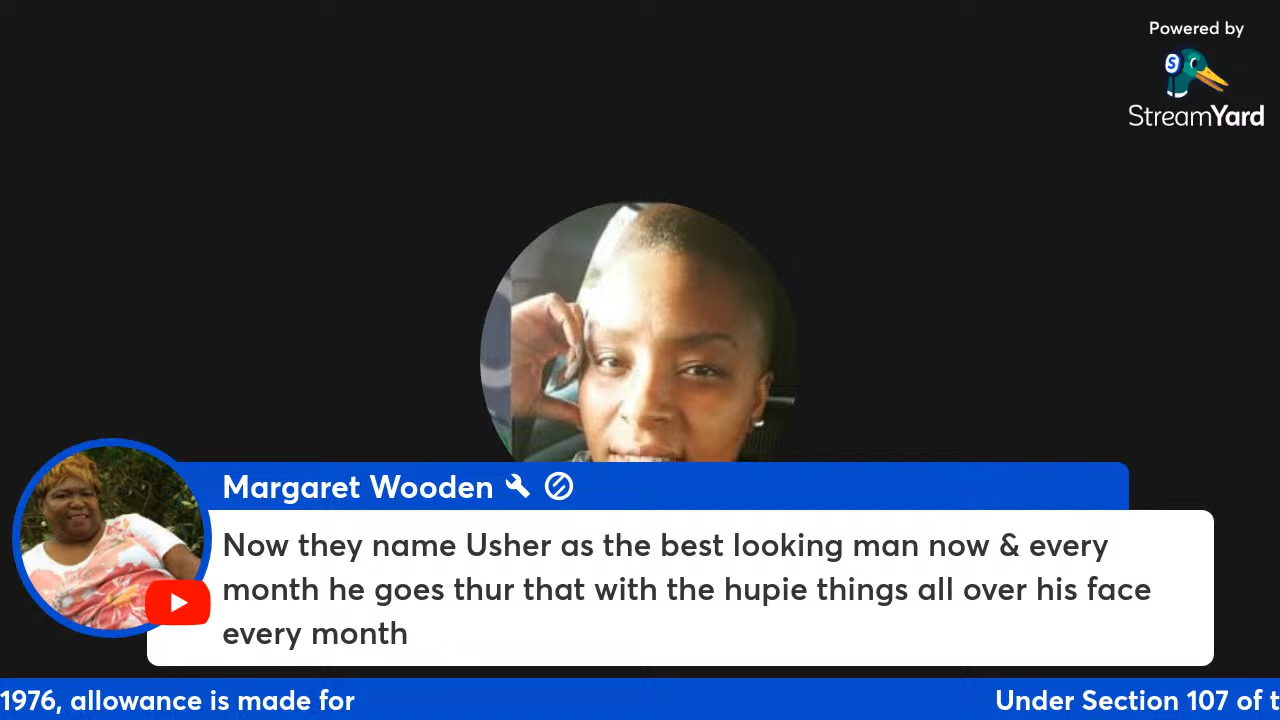 Powered by
StreamYard
Margaret Wooden
Now they name Usher as the best looking man now & every
month he goes thur that with the hupie things all over his face
every month
1976, allowance is made for
Under Section 107 of t